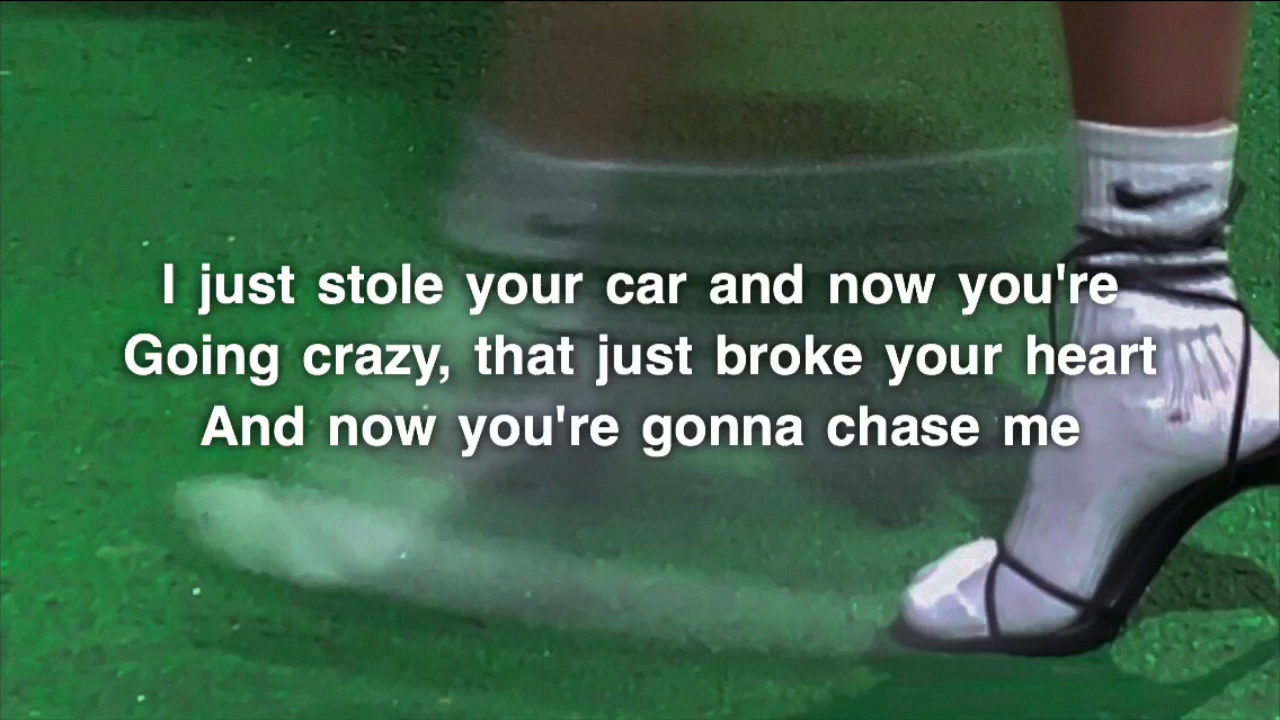 I just stole your car and now you're
Going crazy, that just broke your heart
And now you're gonna chase me